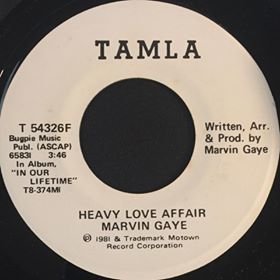 TAMLA
T 54326F
Bugpie Music
Publ. (ASCAP)
65831 3:46
In Album,
"IN OUR
LIFETIME"
T8-374MI
Written, Arr.
& Prod. by
Marvin Gaye
HEAVY LOVE AFFAIR
MARVIN GAYE
℗ 1981 & Trademark Motown
Record Corporation